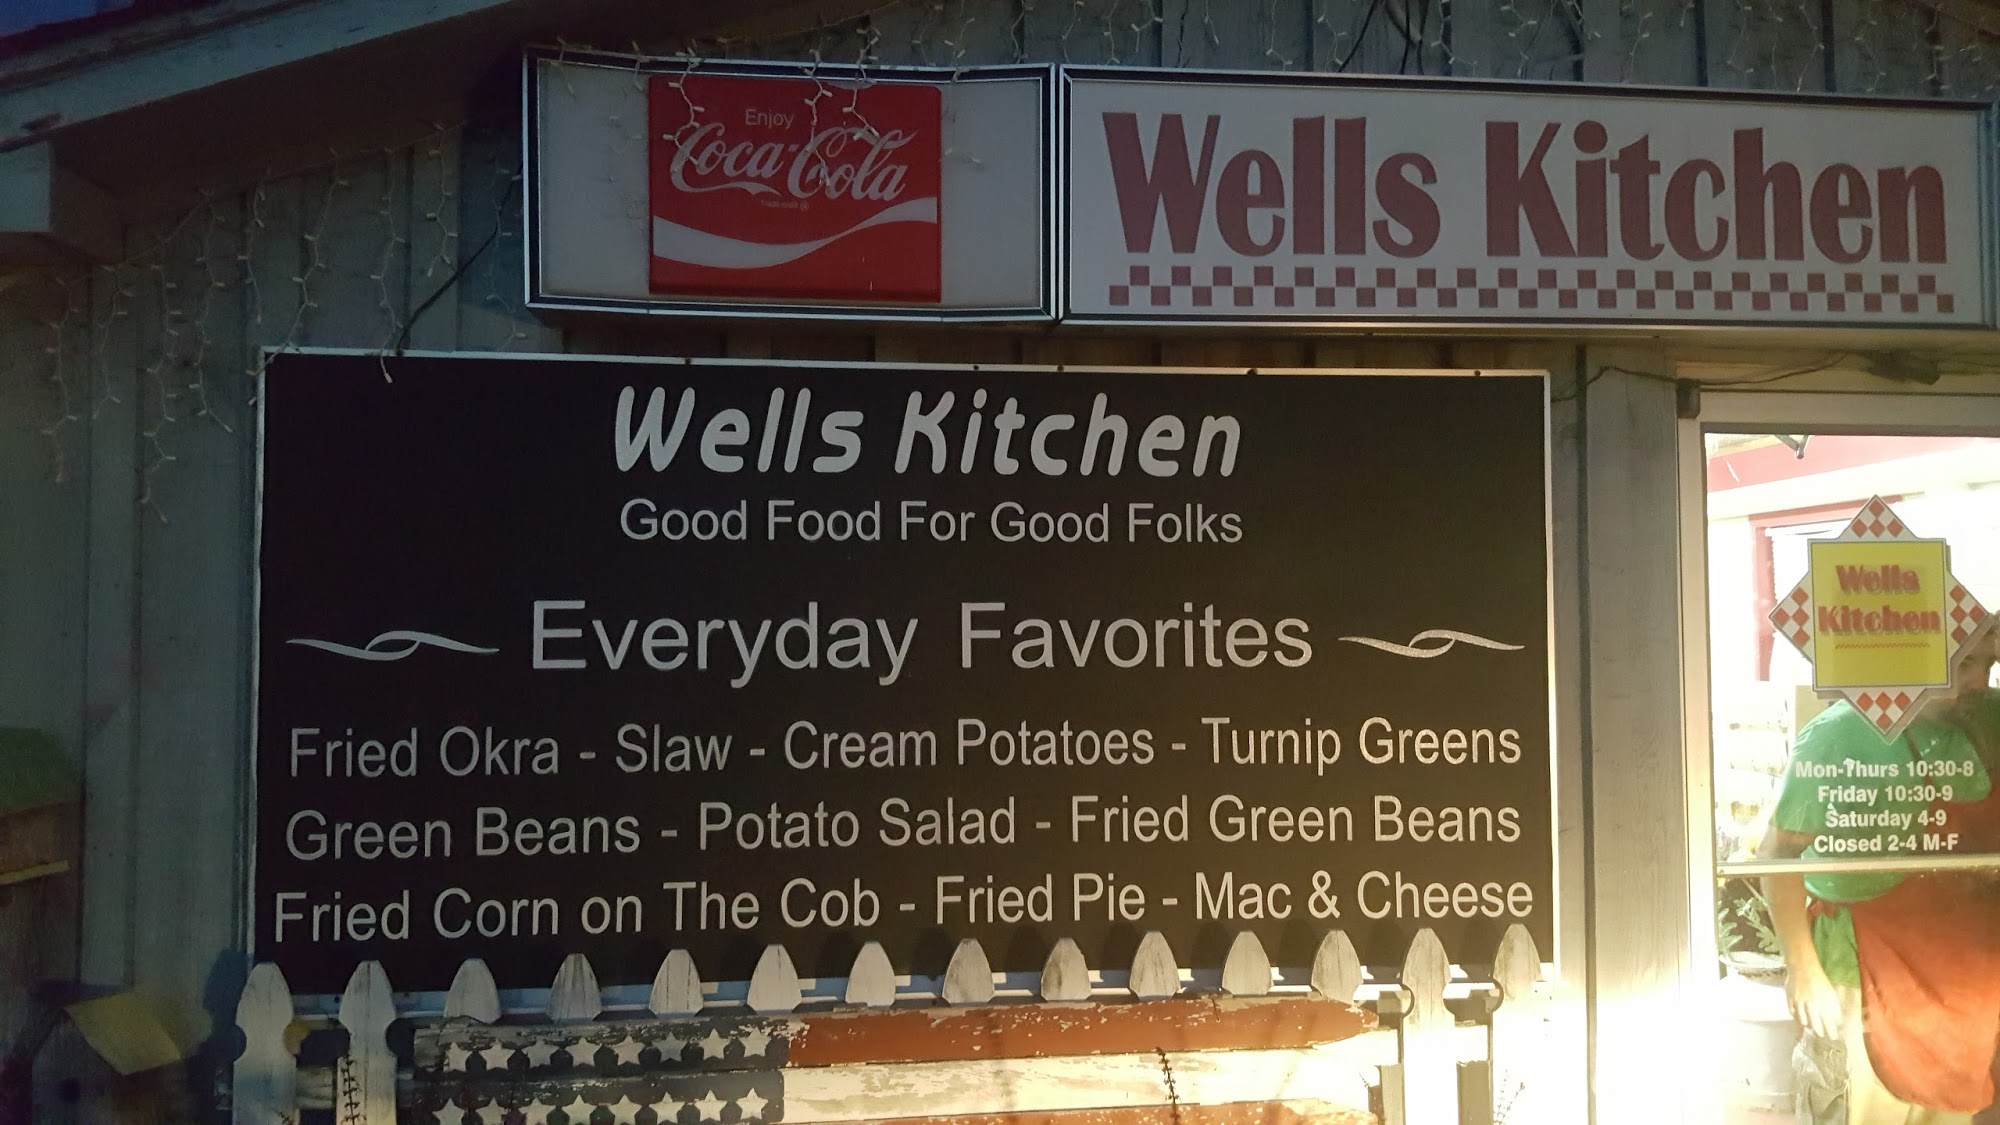 Enjoy
Coca-Cola
Trade-mark ®
Wells Kitchen
Wells Kitchen
Good Food For Good Folks
Everyday Favorites
Fried Okra - Slaw - Cream Potatoes - Turnip Greens
Green Beans - Potato Salad - Fried Green Beans
Fried Corn on The Cob - Fried Pie - Mac & Cheese
Wells
Kitchen
Mon-Thurs 10:30-8
Friday 10:30-9
Saturday 4-9
Closed 2-4 M-F